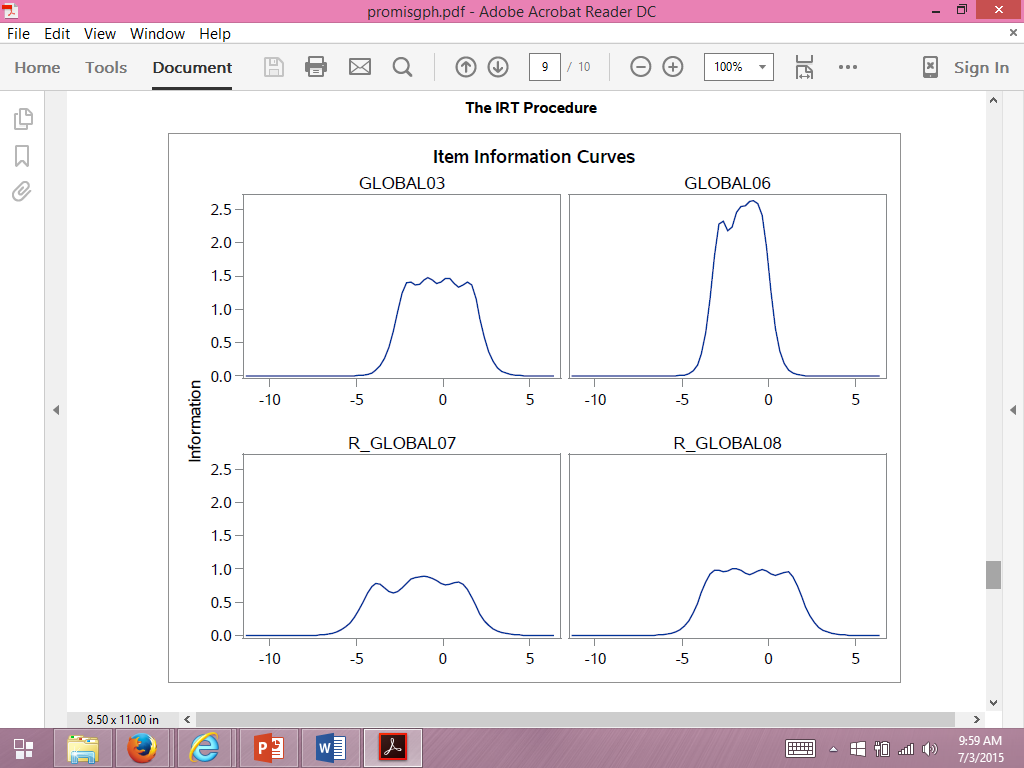 promisgph.pdf - Adobe Acrobat Reader DC
File Edit View Window Help
Home Tools Document 9 / 10 100% Sign In
The IRT Procedure
Item Information Curves
GLOBAL03 GLOBAL06
2.5
2.0
1.5
1.0
0.5
0.0
-10 -5 0 5 -10 -5 0 5
Information
R_GLOBAL07 R_GLOBAL08
2.5
2.0
1.5
1.0
0.5
0.0
-10 -5 0 5 -10 -5 0 5
8.50 x 11.00 in
9:59 AM
7/3/2015